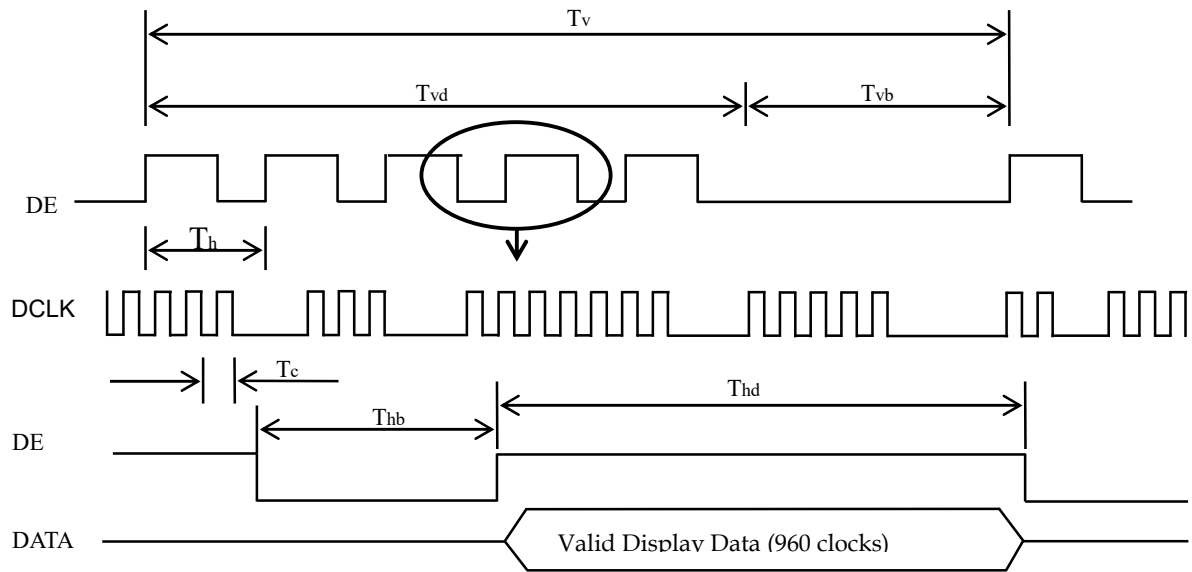 Tv
Tvd
Tvb
DE
Th
DCLK
Tc
Thd
Thb
DE
DATA
Valid Display Data (960 clocks)